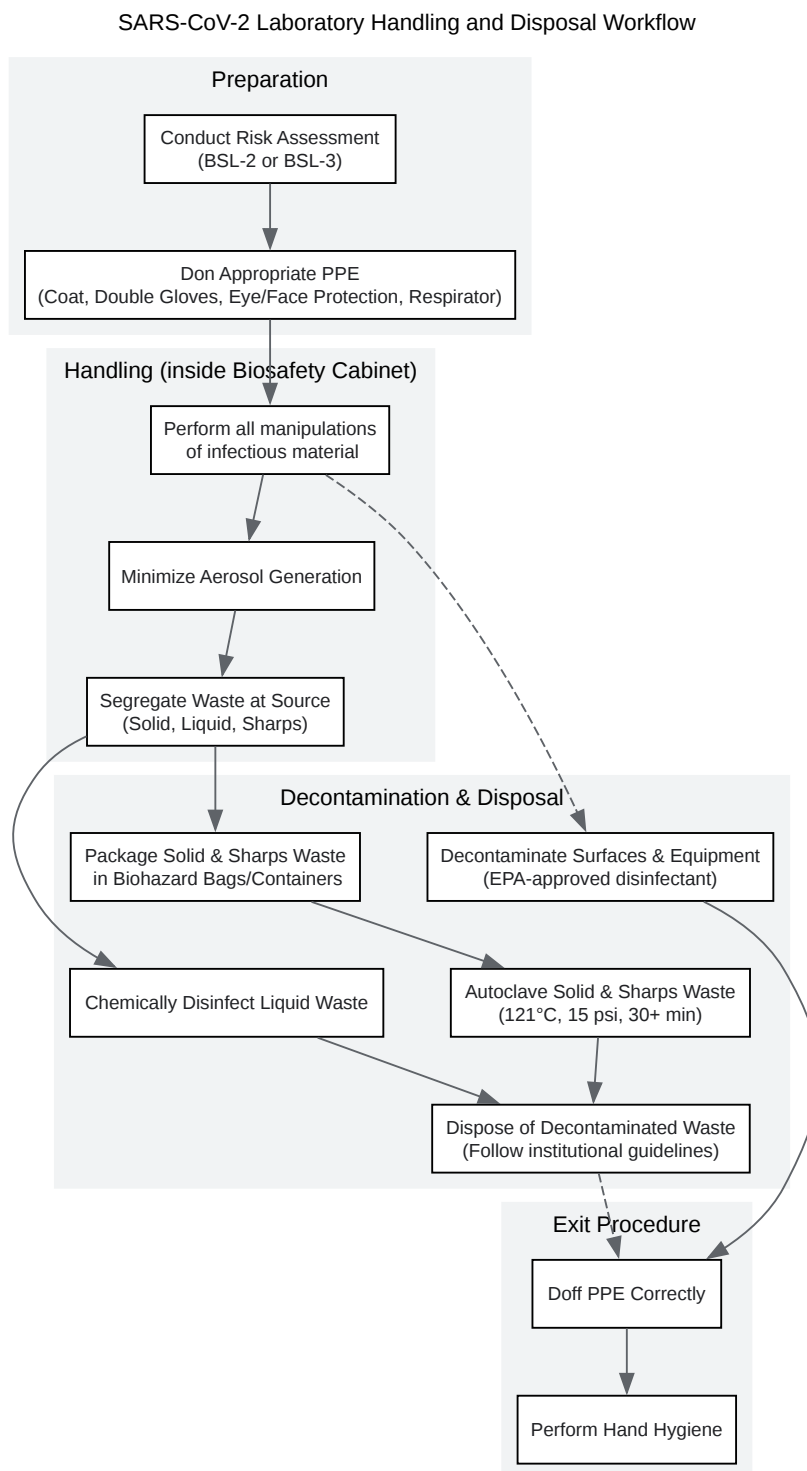 SARS-CoV-2 Laboratory Handling and Disposal Workflow
Preparation
Conduct Risk Assessment
(BSL-2 or BSL-3)
Don Appropriate PPE
(Coat, Double Gloves, Eye/Face Protection, Respirator)
Handling (inside Biosafety Cabinet)
Perform all manipulations
of infectious material
Minimize Aerosol Generation
Segregate Waste at Source
(Solid, Liquid, Sharps)
Decontamination & Disposal
Package Solid & Sharps Waste
in Biohazard Bags/Containers
Decontaminate Surfaces & Equipment
(EPA-approved disinfectant)
Chemically Disinfect Liquid Waste
Autoclave Solid & Sharps Waste
(121°C, 15 psi, 30+ min)
Dispose of Decontaminated Waste
(Follow institutional guidelines)
Exit Procedure
Doff PPE Correctly
Perform Hand Hygiene